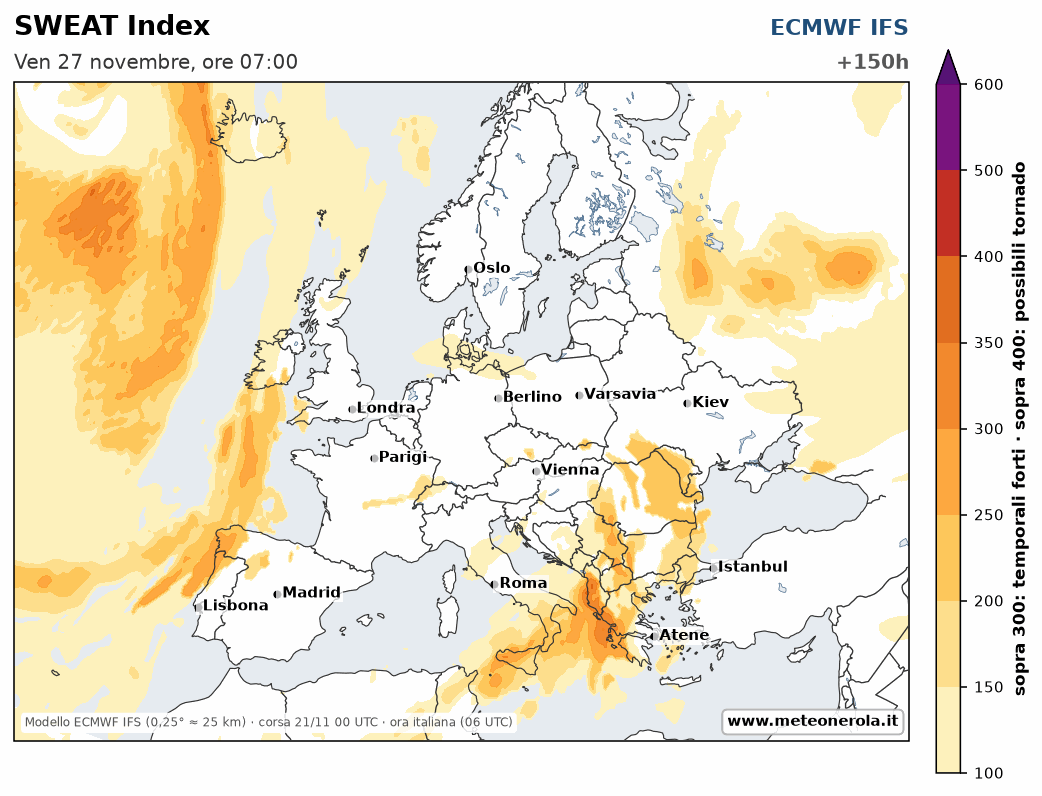 SWEAT Index
ECMWF IFS
Ven 27 novembre, ore 07:00
+150h
600
500
400
350
300
250
200
150
100
sopra 300: temporali forti · sopra 400: possibili tornado
Oslo
Londra
Berlino
Varsavia
Kiev
Parigi
Vienna
Istanbul
Roma
Madrid
Lisbona
Atene
Modello ECMWF IFS (0,25° ≈ 25 km) · corsa 21/11 00 UTC · ora italiana (06 UTC)
www.meteonerola.it